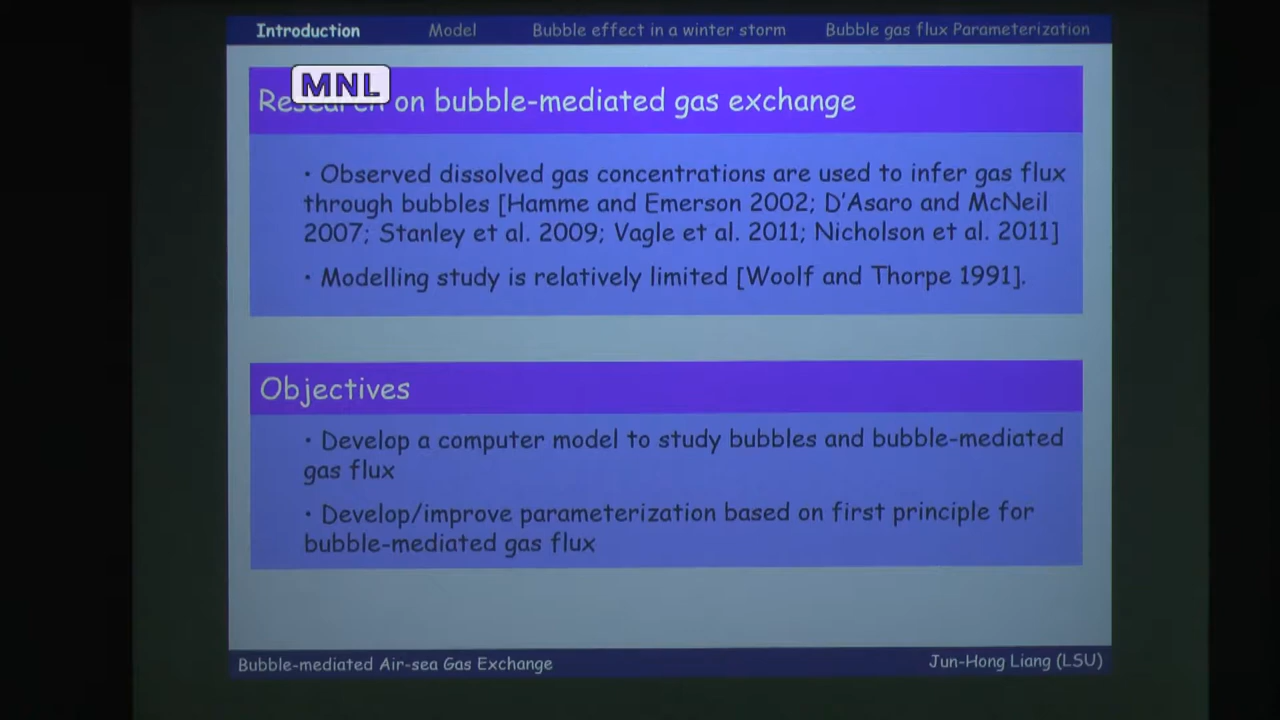 Introduction Model Bubble effect in a winter storm Bubble gas flux Parameterization
MNL
Research on bubble-mediated gas exchange
· Observed dissolved gas concentrations are used to infer gas flux
through bubbles [Hamme and Emerson 2002; D'Asaro and McNeil
2007; Stanley et al. 2009; Vagle et al. 2011; Nicholson et al. 2011]
· Modelling study is relatively limited [Woolf and Thorpe 1991].
Objectives
· Develop a computer model to study bubbles and bubble-mediated
gas flux
· Develop/improve parameterization based on first principle for
bubble-mediated gas flux
Bubble-mediated Air-sea Gas Exchange Jun-Hong Liang (LSU)